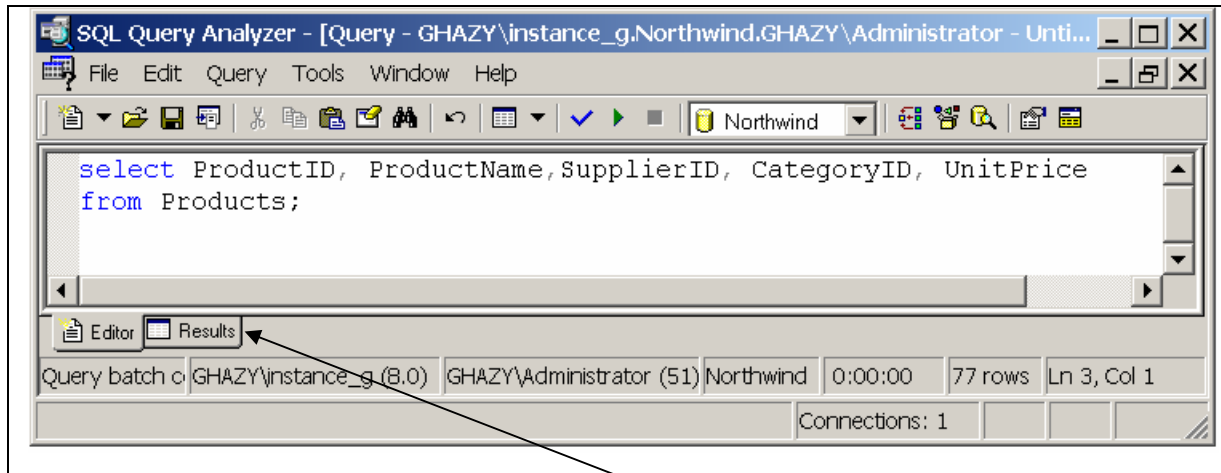 SQL Query Analyzer - [Query - GHAZY\instance_g.Northwind.GHAZY\Administrator - Unti...
File Edit Query Tools Window Help
Northwind
select ProductID, ProductName,SupplierID, CategoryID, UnitPrice
from Products;
Editor Results
Query batch c GHAZY\instance_g (8.0) GHAZY\Administrator (51) Northwind 0:00:00 77 rows Ln 3, Col 1
Connections: 1